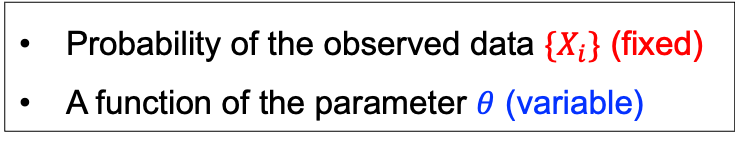 • Probability of the observed data {Xᵢ} (fixed)
• A function of the parameter θ (variable)